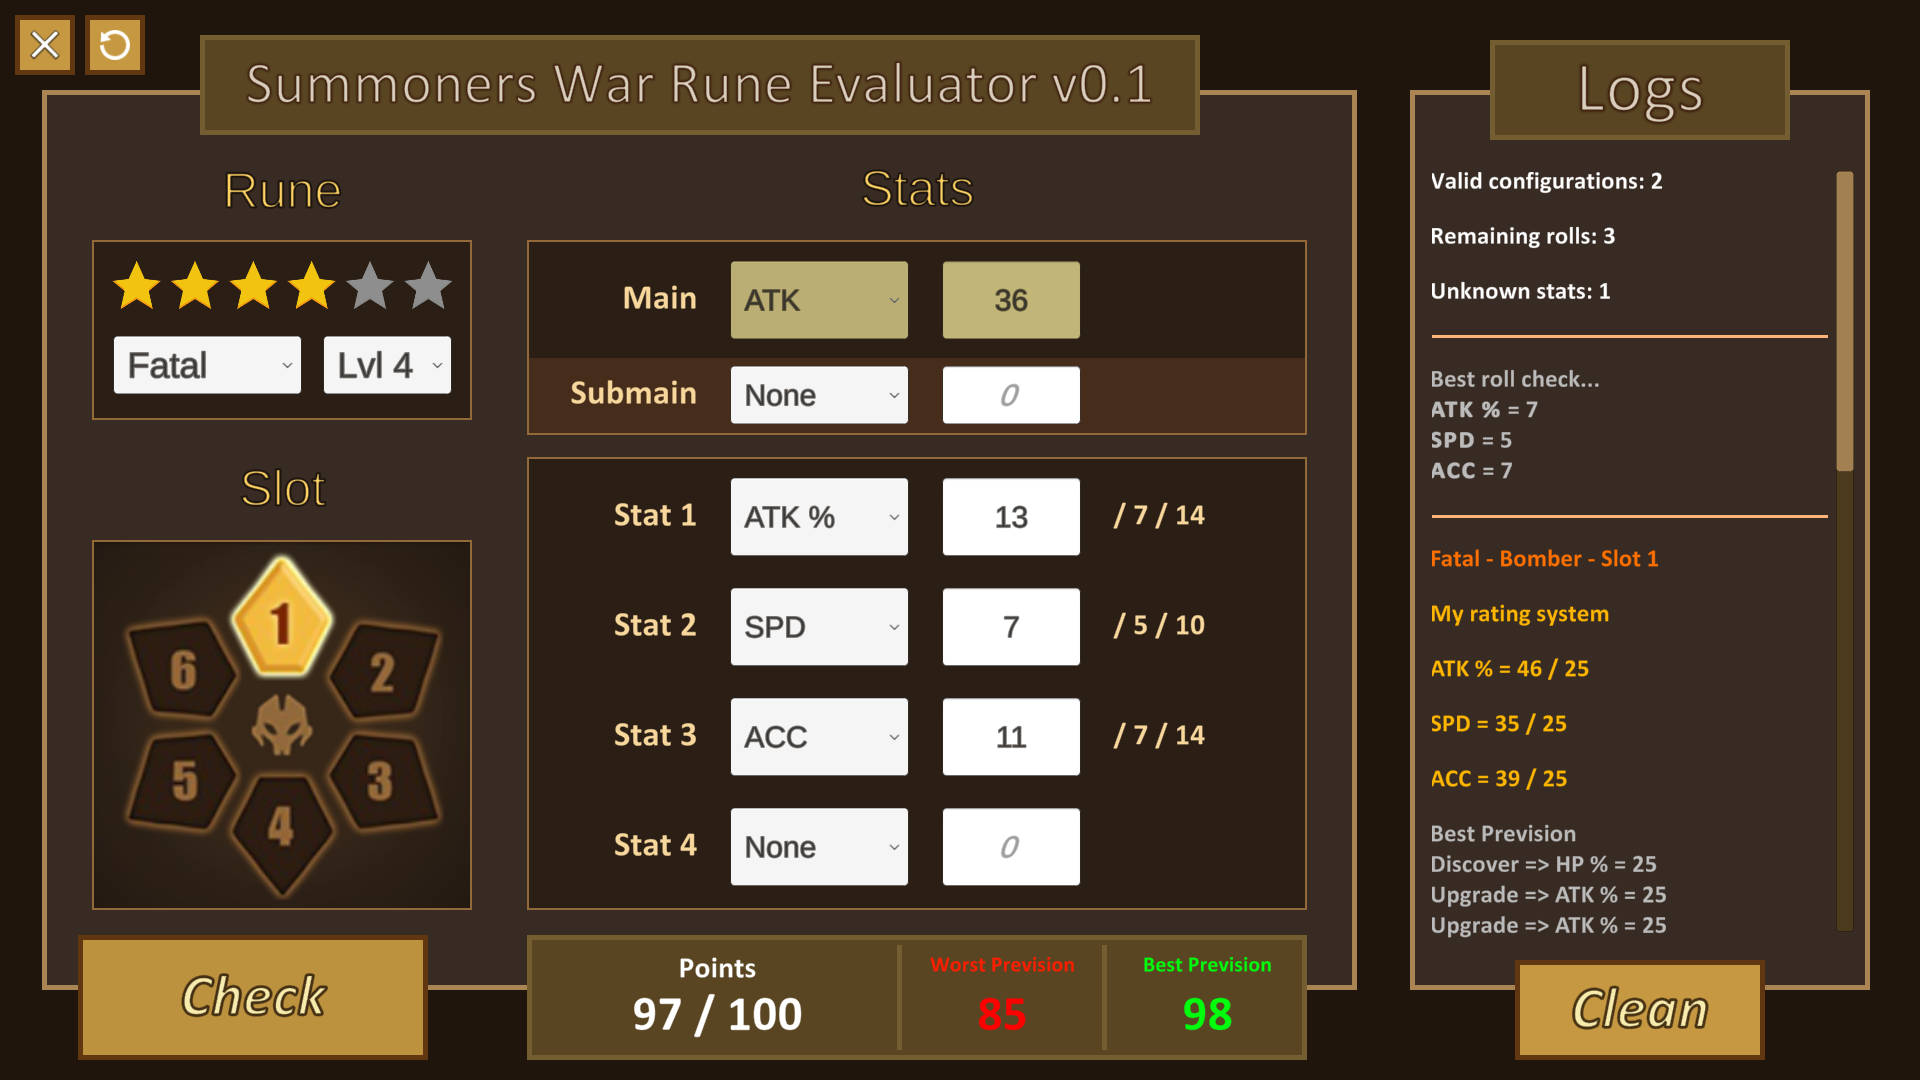 Summoners War Rune Evaluator v0.1
Rune
Fatal
Lvl 4
Slot
1
2
3
4
5
6
Check
Stats
Main ATK 36
Submain None 0
Stat 1 ATK % 13 / 7 / 14
Stat 2 SPD 7 / 5 / 10
Stat 3 ACC 11 / 7 / 14
Stat 4 None 0
Points
97 / 100
Worst Prevision
85
Best Prevision
98
Logs
Valid configurations: 2
Remaining rolls: 3
Unknown stats: 1
Best roll check...
ATK % = 7
SPD = 5
ACC = 7
Fatal - Bomber - Slot 1
My rating system
ATK % = 46 / 25
SPD = 35 / 25
ACC = 39 / 25
Best Prevision
Discover => HP % = 25
Upgrade => ATK % = 25
Upgrade => ATK % = 25
Clean